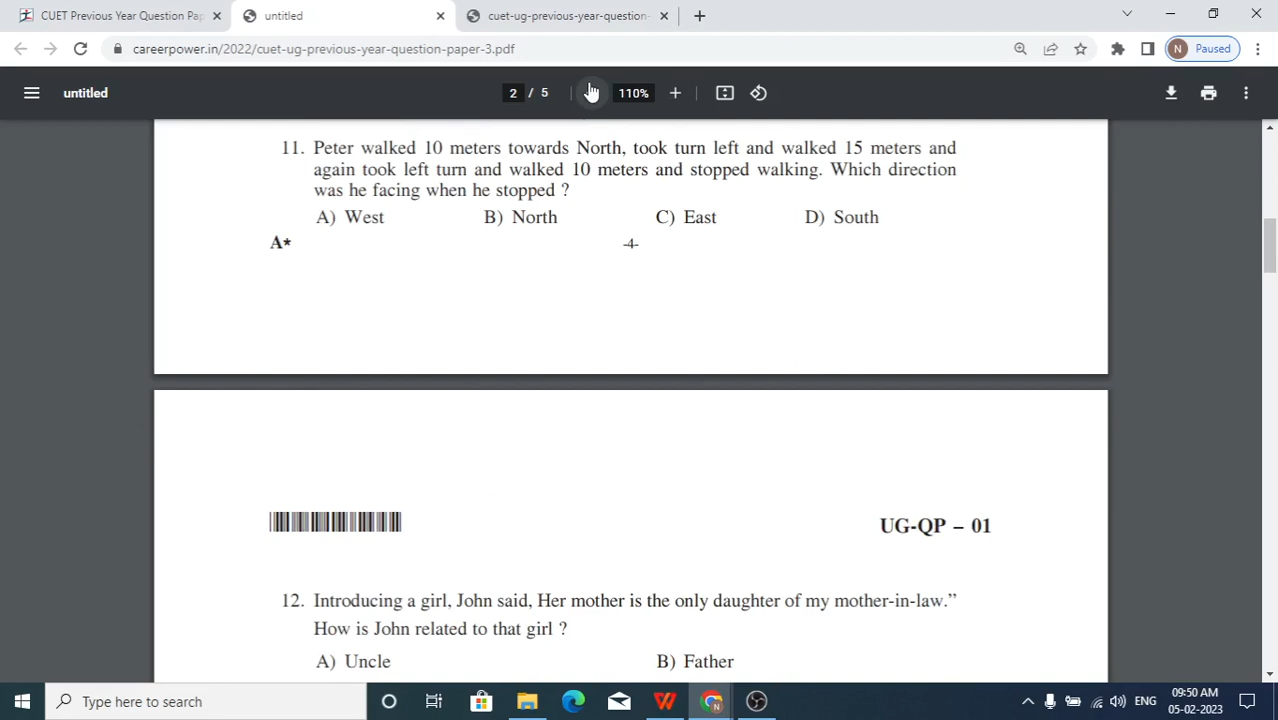 CUET Previous Year Question Pap
untitled
cuet-ug-previous-year-question-
careerpower.in/2022/cuet-ug-previous-year-question-paper-3.pdf
N Paused
untitled
2 / 5
110%
11. Peter walked 10 meters towards North, took turn left and walked 15 meters and
again took left turn and walked 10 meters and stopped walking. Which direction
was he facing when he stopped ?
A) West B) North C) East D) South
A* -4-
UG-QP – 01
12. Introducing a girl, John said, Her mother is the only daughter of my mother-in-law.”
How is John related to that girl ?
A) Uncle B) Father
Type here to search
ENG
09:50 AM
05-02-2023